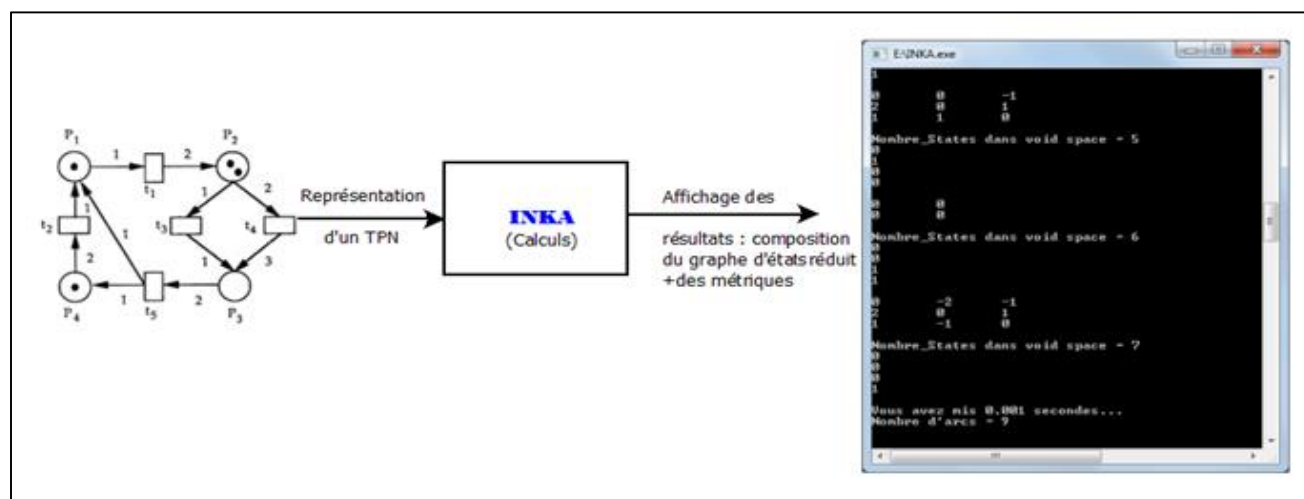 P1
P2
1
2
t1
1
2
1
1
t2
t3
t4
2
1
3
P4
1
t5
2
P3
Représentation
d'un TPN
INKA
(Calculs)
Affichage des
résultats : composition
du graphe d'états réduit
+des métriques
E:\INKA.exe
1
0 0 -1
2 0 1
1 1 0
Nombre_States dans void space = 5
0
1
0
0
0 0
0 0
Nombre_States dans void space = 6
0
0
1
1
0 -2 -1
2 0 1
1 -1 0
Nombre_States dans void space = 7
0
0
0
1
Vous avez mis 0.001 secondes...
Nombre d'arcs = 9